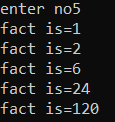 enter no5
fact is=1
fact is=2
fact is=6
fact is=24
fact is=120